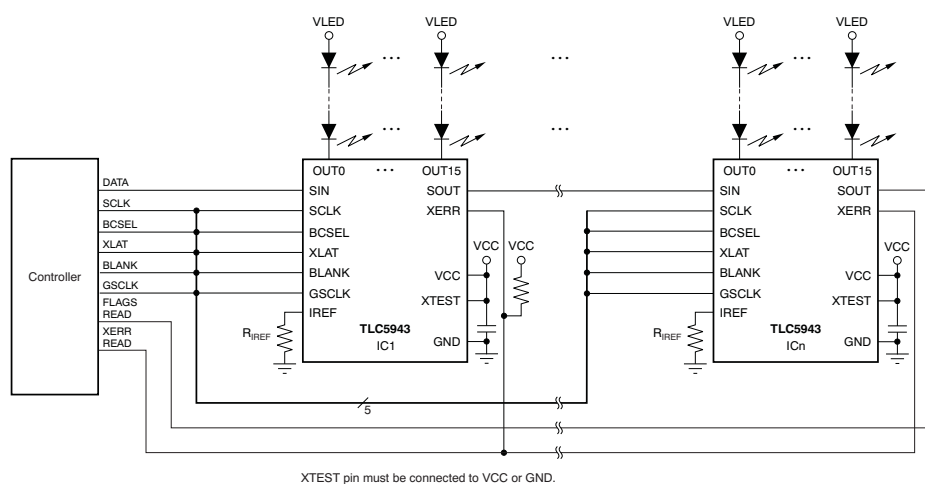 VLED VLED VLED VLED
... ... ...
... ... ...
OUT0 ... OUT15 OUT0 ... OUT15
DATA SIN SOUT SIN SOUT
SCLK SCLK XERR SCLK XERR
BCSEL BCSEL BCSEL
XLAT XLAT VCC VCC XLAT VCC
BLANK BLANK VCC BLANK VCC
Controller
GSCLK GSCLK XTEST GSCLK XTEST
FLAGS
READ IREF IREF
XERR
READ
RIREF TLC5943 GND RIREF TLC5943 GND
IC1 ICn
5
XTEST pin must be connected to VCC or GND.